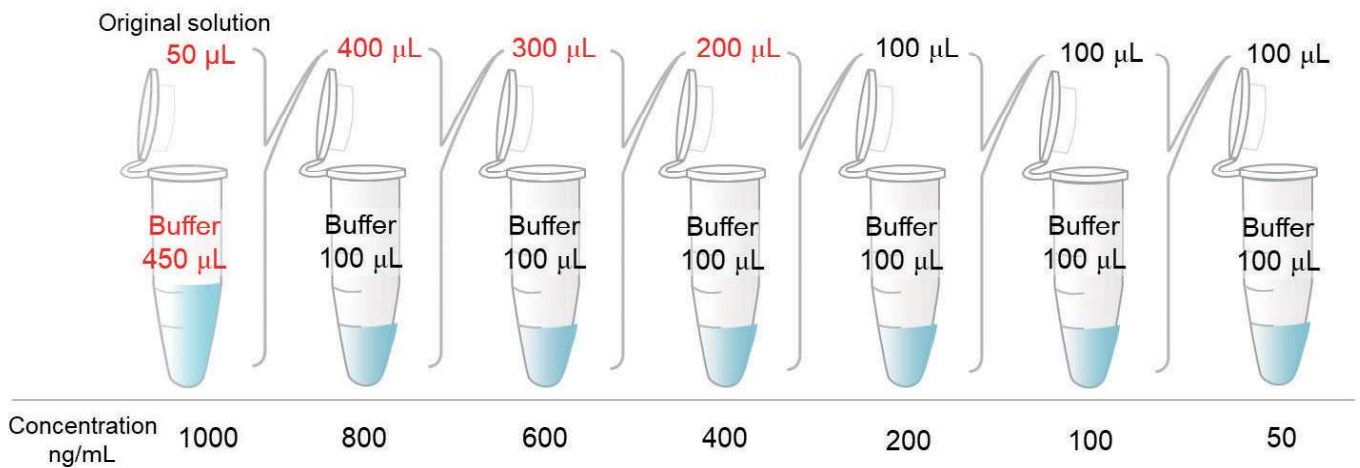 Original solution
50 μL 400 μL 300 μL 200 μL 100 μL 100 μL 100 μL
Buffer Buffer Buffer Buffer Buffer Buffer Buffer
450 μL 100 μL 100 μL 100 μL 100 μL 100 μL 100 μL
Concentration
ng/mL 1000 800 600 400 200 100 50